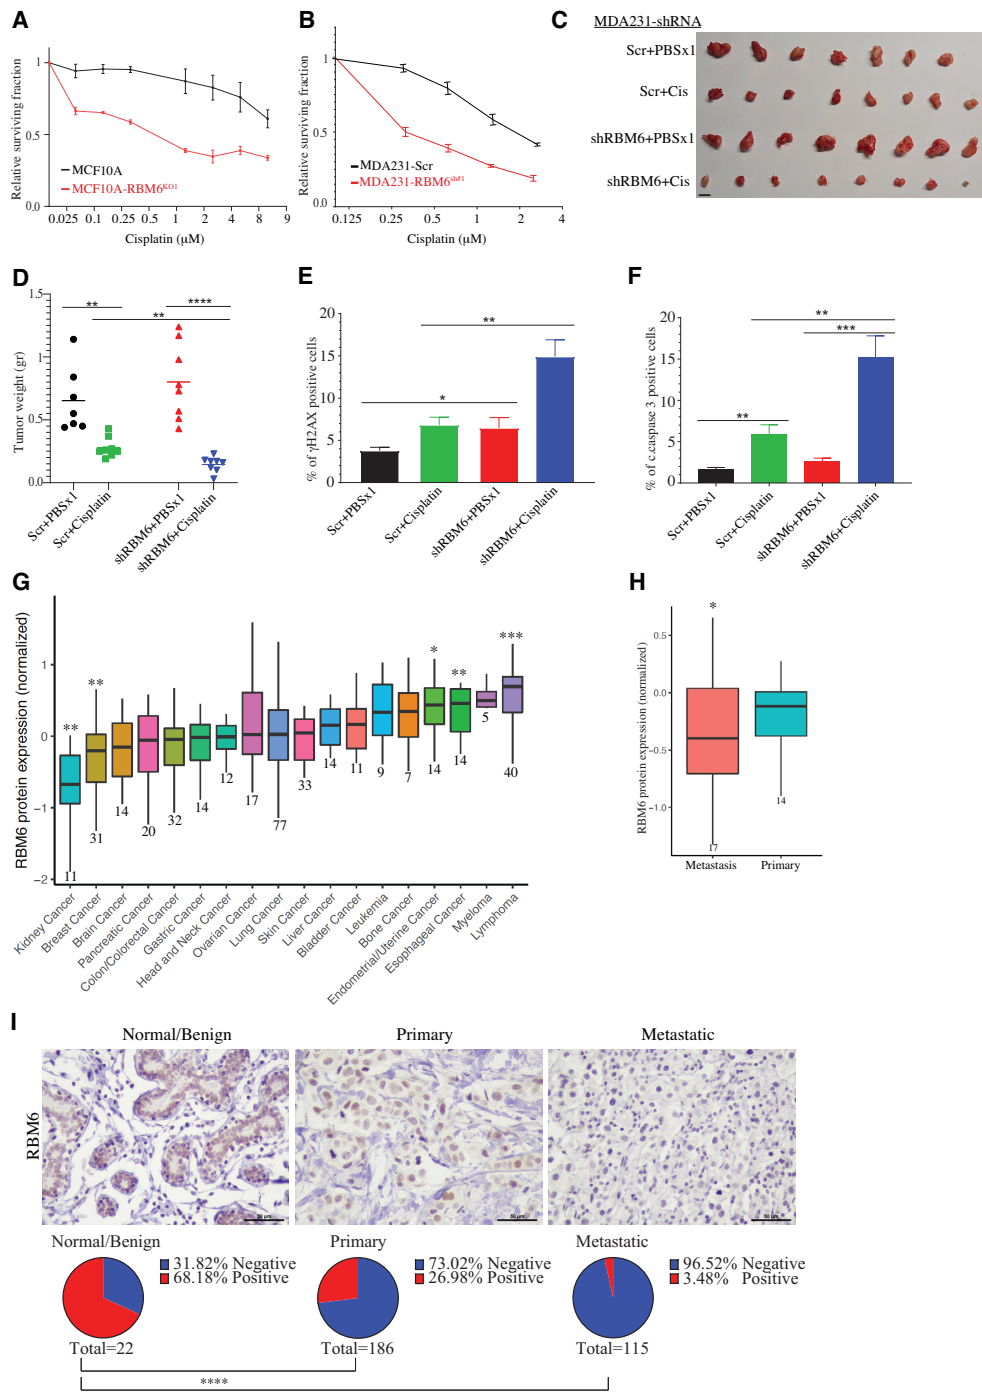 A
Relative surviving fraction
1
0.5
0.0
MCF10A
MCF10A-RBM6KO1
0.025 0.1 0.25 0.5 1 2 4 8 9
Cisplatin (µM)
B
Relative surviving fraction
1.0
0.5
0.0
MDA231-Scr
MDA231-RBM6sh#1
0.125 0.25 0.5 1 2 4
Cisplatin (µM)
C
MDA231-shRNA
Scr+PBSx1
Scr+Cis
shRBM6+PBSx1
shRBM6+Cis
D
Tumor weight (gr)
1.5
1
0.5
0.0
**
**
****
Scr+PBSx1
Scr+Cisplatin
shRBM6+PBSx1
shRBM6+Cisplatin
E
% of γH2AX positive cells
20
15
10
5
0
**
*
Scr+PBSx1
Scr+Cisplatin
shRBM6+PBSx1
shRBM6+Cisplatin
F
% of c.caspase 3 positive cells
20
15
10
5
0
**
***
**
Scr+PBSx1
Scr+Cisplatin
shRBM6+PBSx1
shRBM6+Cisplatin
G
RBM6 protein expression (normalized)
1
0
−1
−2
** ** * ** ***
11 31 14 20 32 14 12 17 77 33 14 11 9 7 14 14 5 40
Kidney Cancer
Breast Cancer
Brain Cancer
Pancreatic Cancer
Colon/Colorectal Cancer
Gastric Cancer
Head and Neck Cancer
Ovarian Cancer
Lung Cancer
Skin Cancer
Liver Cancer
Bladder Cancer
Leukemia
Bone Cancer
Endometrial/Uterine Cancer
Esophageal Cancer
Myeloma
Lymphoma
H
RBM6 protein expression (normalized)
0.5
0.0
−0.5
−1.0
*
17
14
Metastasis Primary
I
Normal/Benign Primary Metastatic
RBM6
50 µm 50 µm 50 µm
Normal/Benign
31.82% Negative
68.18% Positive
Total=22
Primary
73.02% Negative
26.98% Positive
Total=186
Metastatic
96.52% Negative
3.48% Positive
Total=115
****